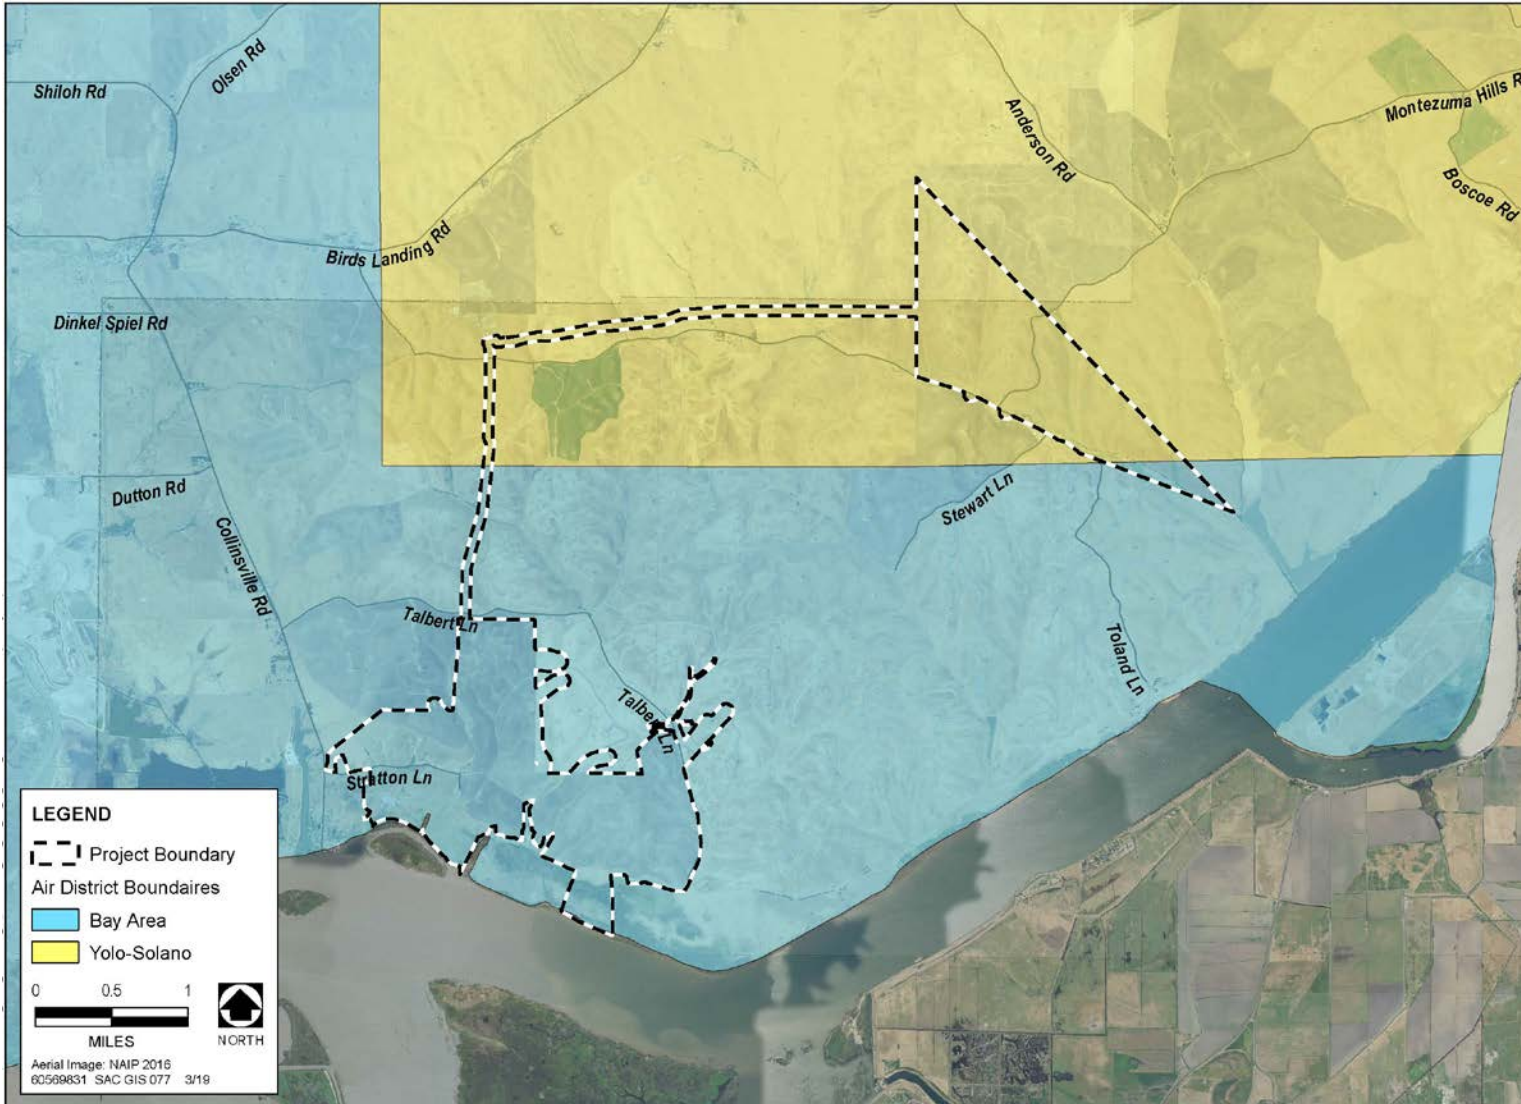 Olsen Rd
Shiloh Rd
Montezuma Hills R
Anderson Rd
Boscoe Rd
Birds Landing Rd
Dinkel Spiel Rd
Dutton Rd
Stewart Ln
Collinsville Rd
Talbert Ln
Toland Ln
Talbert Ln
Stratton Ln
LEGEND
Project Boundary
Air District Boundaires
Bay Area
Yolo-Solano
0 0.5 1
MILES
NORTH
Aerial Image: NAIP 2016
60569831 SAC GIS 077 3/19